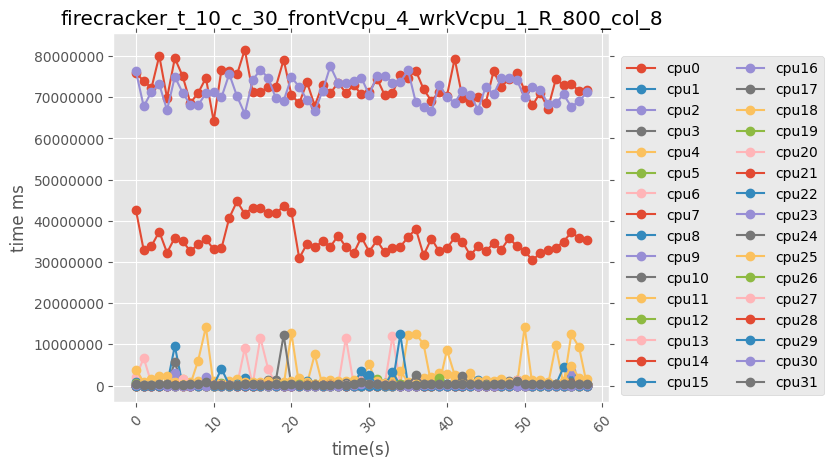 firecracker_t_10_c_30_frontVcpu_4_wrkVcpu_1_R_800_col_8
time ms
80000000
70000000
60000000
50000000
40000000
30000000
20000000
10000000
0
0
10
20
30
40
50
60
time(s)
cpu0
cpu1
cpu2
cpu3
cpu4
cpu5
cpu6
cpu7
cpu8
cpu9
cpu10
cpu11
cpu12
cpu13
cpu14
cpu15
cpu16
cpu17
cpu18
cpu19
cpu20
cpu21
cpu22
cpu23
cpu24
cpu25
cpu26
cpu27
cpu28
cpu29
cpu30
cpu31